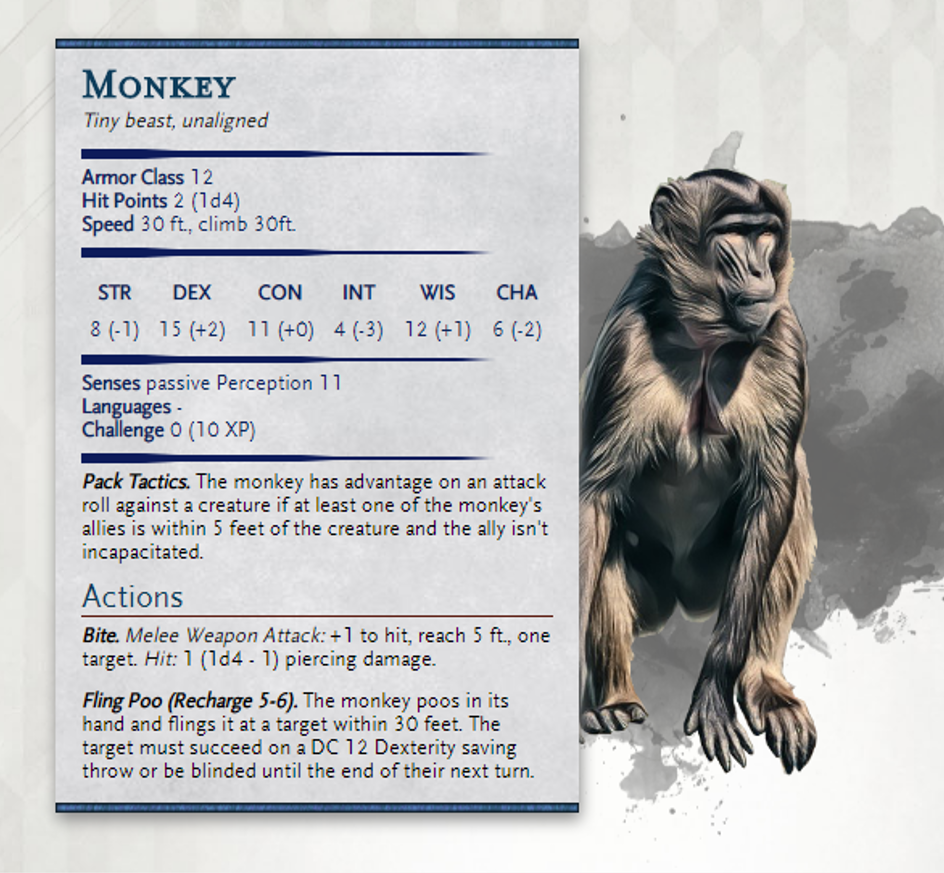 Monkey
Tiny beast, unaligned
Armor Class 12
Hit Points 2 (1d4)
Speed 30 ft., climb 30ft.
STR DEX CON INT WIS CHA
8 (-1) 15 (+2) 11 (+0) 4 (-3) 12 (+1) 6 (-2)
Senses passive Perception 11
Languages -
Challenge 0 (10 XP)
Pack Tactics. The monkey has advantage on an attack
roll against a creature if at least one of the monkey's
allies is within 5 feet of the creature and the ally isn't
incapacitated.
Actions
Bite. Melee Weapon Attack: +1 to hit, reach 5 ft., one
target. Hit: 1 (1d4 - 1) piercing damage.
Fling Poo (Recharge 5-6). The monkey poos in its
hand and flings it at a target within 30 feet. The
target must succeed on a DC 12 Dexterity saving
throw or be blinded until the end of their next turn.